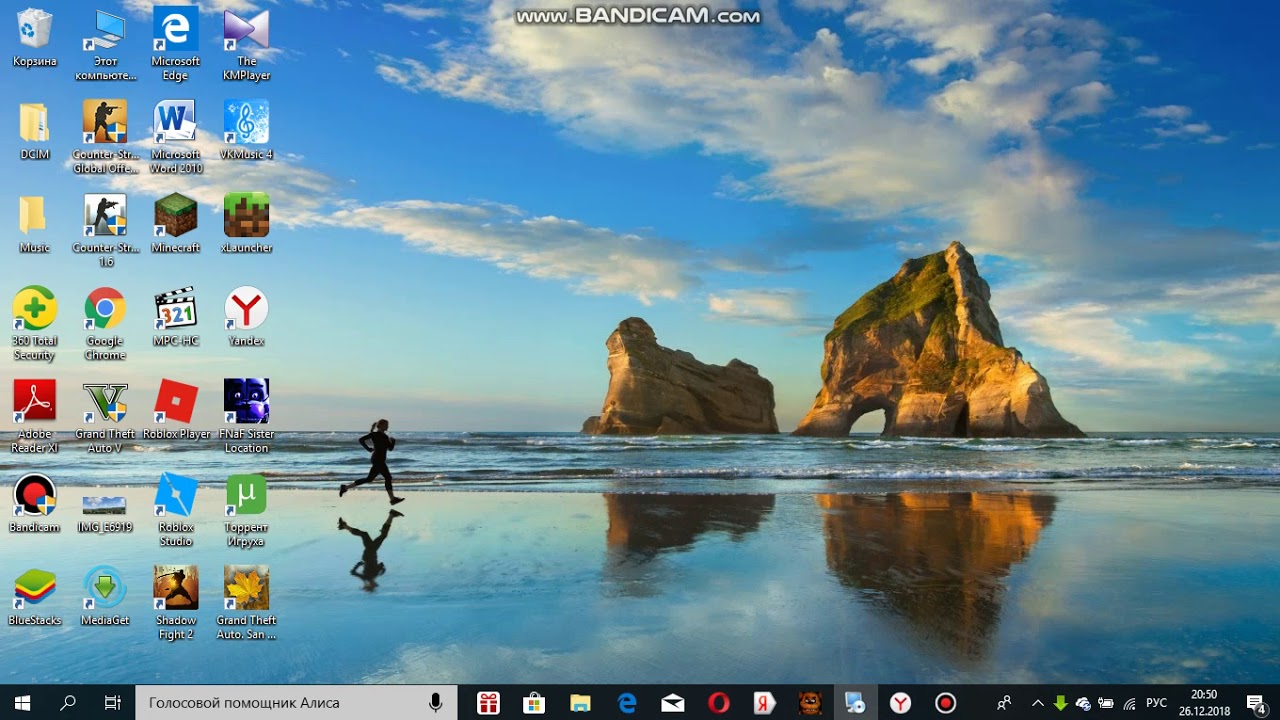 www.BANDICAM.com
Корзина
Этот
компьюте...
Microsoft
Edge
The
KMPlayer
DCIM
Counter-Str...
Global Offe...
Microsoft
Word 2010
VKMusic 4
Music
Counter-Str...
1.6
Minecraft
xLauncher
360 Total
Security
Google
Chrome
321
MPC-HC
Yandex
Adobe
Reader XI
Grand Theft
Auto V
Roblox Player
FNaF Sister
Location
Bandicam
IMG_E6919
Roblox
Studio
Торрент
Игруха
BlueStacks
MediaGet
Shadow
Fight 2
Grand Theft
Auto. San ...
Голосовой помощник Алиса
РУС
20:50
26.12.2018
4